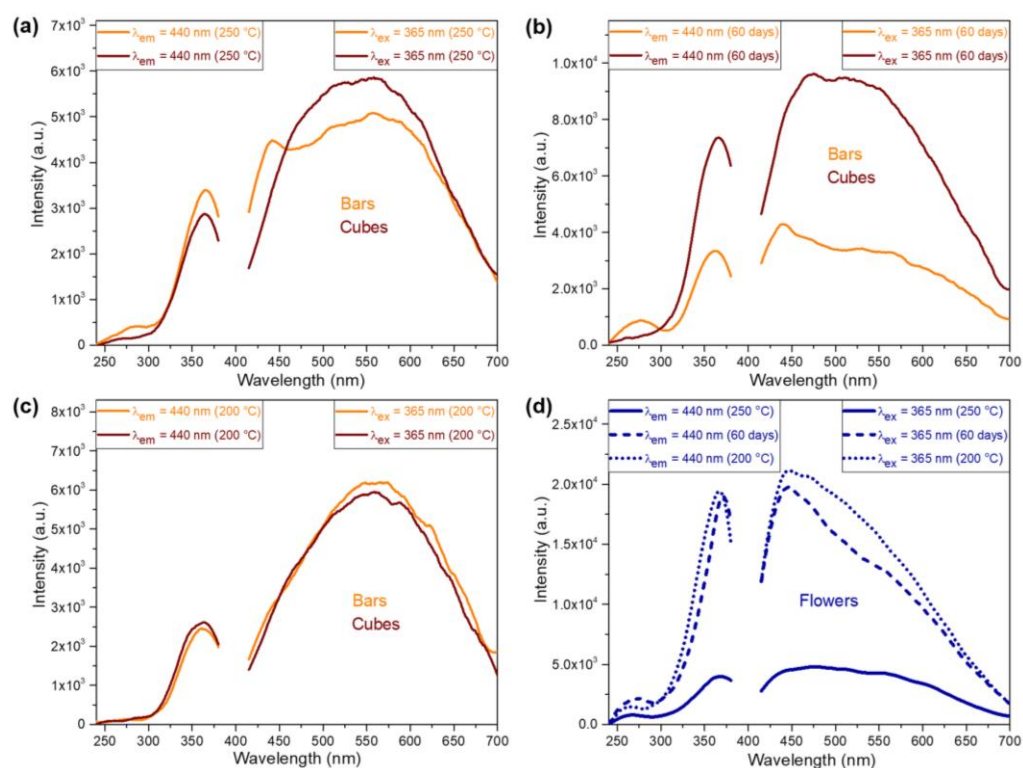 (a)
λem = 440 nm (250 °C)
λem = 440 nm (250 °C)
λex = 365 nm (250 °C)
λex = 365 nm (250 °C)
7x10³
6x10³
5x10³
4x10³
3x10³
2x10³
1x10³
0
Intensity (a.u.)
Bars
Cubes
250 300 350 400 450 500 550 600 650 700
Wavelength (nm)
(b)
λem = 440 nm (60 days)
λem = 440 nm (60 days)
λex = 365 nm (60 days)
λex = 365 nm (60 days)
1.0x10⁴
8.0x10³
6.0x10³
4.0x10³
2.0x10³
0.0
Intensity (a.u.)
Bars
Cubes
250 300 350 400 450 500 550 600 650 700
Wavelength (nm)
(c)
λem = 440 nm (200 °C)
λem = 440 nm (200 °C)
λex = 365 nm (200 °C)
λex = 365 nm (200 °C)
8x10³
7x10³
6x10³
5x10³
4x10³
3x10³
2x10³
1x10³
0
Intensity (a.u.)
Bars
Cubes
250 300 350 400 450 500 550 600 650 700
Wavelength (nm)
(d)
λem = 440 nm (250 °C)
λem = 440 nm (60 days)
λem = 440 nm (200 °C)
λex = 365 nm (250 °C)
λex = 365 nm (60 days)
λex = 365 nm (200 °C)
2.5x10⁴
2.0x10⁴
1.5x10⁴
1.0x10⁴
5.0x10³
0.0
Intensity (a.u.)
Flowers
250 300 350 400 450 500 550 600 650 700
Wavelength (nm)